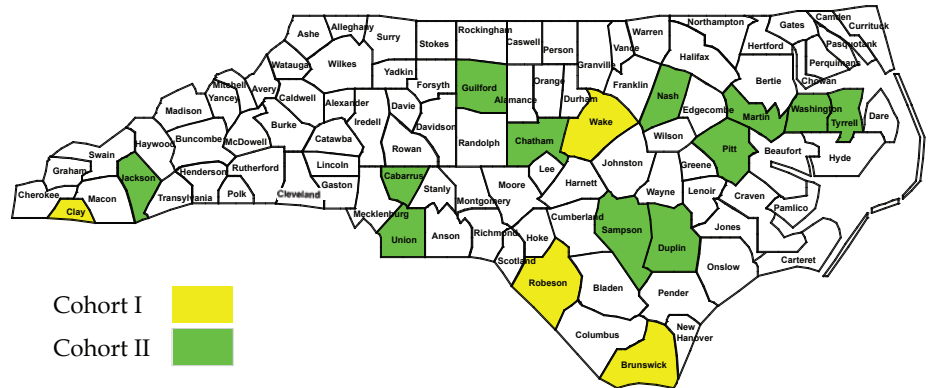 Ashe
Alleghany
Surry
Stokes
Rockingham
Caswell
Person
Granville
Vance
Warren
Northampton
Gates
Camden
Currituck
Pasquotank
Perquimans
Chowan
Hertford
Halifax
Bertie
Watauga
Wilkes
Yadkin
Forsyth
Guilford
Alamance
Orange
Durham
Franklin
Nash
Edgecombe
Martin
Washington
Tyrrell
Dare
Mitchell
Yancey
Avery
Caldwell
Alexander
Iredell
Davie
Davidson
Randolph
Chatham
Wake
Wilson
Pitt
Beaufort
Hyde
Madison
Buncombe
McDowell
Burke
Catawba
Rowan
Lee
Johnston
Greene
Haywood
Swain
Graham
Jackson
Henderson
Rutherford
Lincoln
Gaston
Cabarrus
Stanly
Montgomery
Moore
Harnett
Wayne
Lenoir
Craven
Pamlico
Cherokee
Macon
Clay
Transylvania
Polk
Cleveland
Mecklenburg
Union
Anson
Richmond
Hoke
Scotland
Cumberland
Sampson
Duplin
Jones
Onslow
Carteret
Robeson
Bladen
Pender
Columbus
New
Hanover
Brunswick
Cohort I
Cohort II